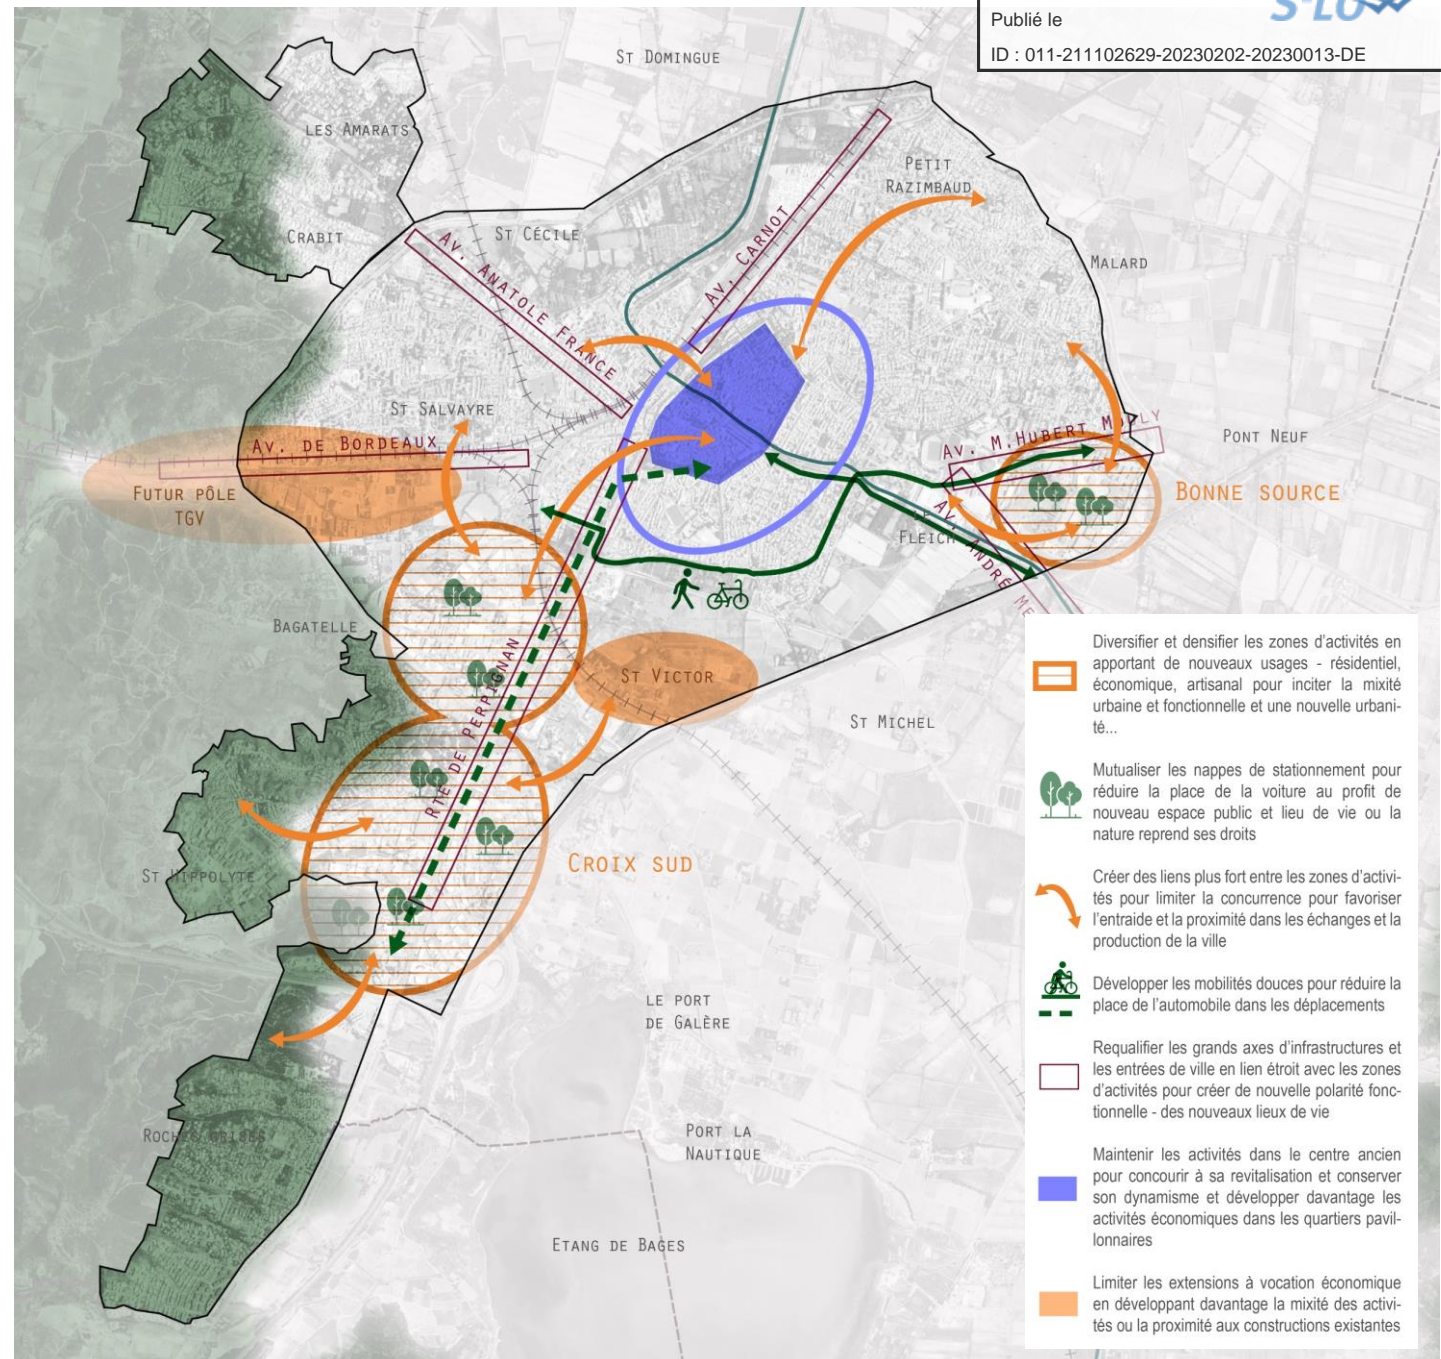 Publié le
S²LO
ID : 011-211102629-20230202-20230013-DE
ST DOMINGUE
LES AMARATS
PETIT
RAZIMBAUD
CRABIT
ST CÉCILE
AV. CARNOT
MALARD
AV. ANATOLE FRANCE
ST SALVAYRE
AV. DE BORDEAUX
AV. M.HUBERT MOULY
PONT NEUF
FUTUR PÔLE
TGV
BONNE SOURCE
FLEICH
AV. ANDRÉ ME
BAGATELLE
RTE DE PERPIGNAN
ST VICTOR
ST MICHEL
CROIX SUD
ST HIPPOLYTE
LE PORT
DE GALÈRE
ROCHES GRISES
PORT LA
NAUTIQUE
ETANG DE BAGES
Diversifier et densifier les zones d'activités en
apportant de nouveaux usages - résidentiel,
économique, artisanal pour inciter la mixité
urbaine et fonctionnelle et une nouvelle urbani-
té...
Mutualiser les nappes de stationnement pour
réduire la place de la voiture au profit de
nouveau espace public et lieu de vie ou la
nature reprend ses droits
Créer des liens plus fort entre les zones d'activi-
tés pour limiter la concurrence pour favoriser
l'entraide et la proximité dans les échanges et la
production de la ville
Développer les mobilités douces pour réduire la
place de l'automobile dans les déplacements
Requalifier les grands axes d'infrastructures et
les entrées de ville en lien étroit avec les zones
d'activités pour créer de nouvelle polarité fonc-
tionnelle - des nouveaux lieux de vie
Maintenir les activités dans le centre ancien
pour concourir à sa revitalisation et conserver
son dynamisme et développer davantage les
activités économiques dans les quartiers pavil-
lonnaires
Limiter les extensions à vocation économique
en développant davantage la mixité des activi-
tés ou la proximité aux constructions existantes